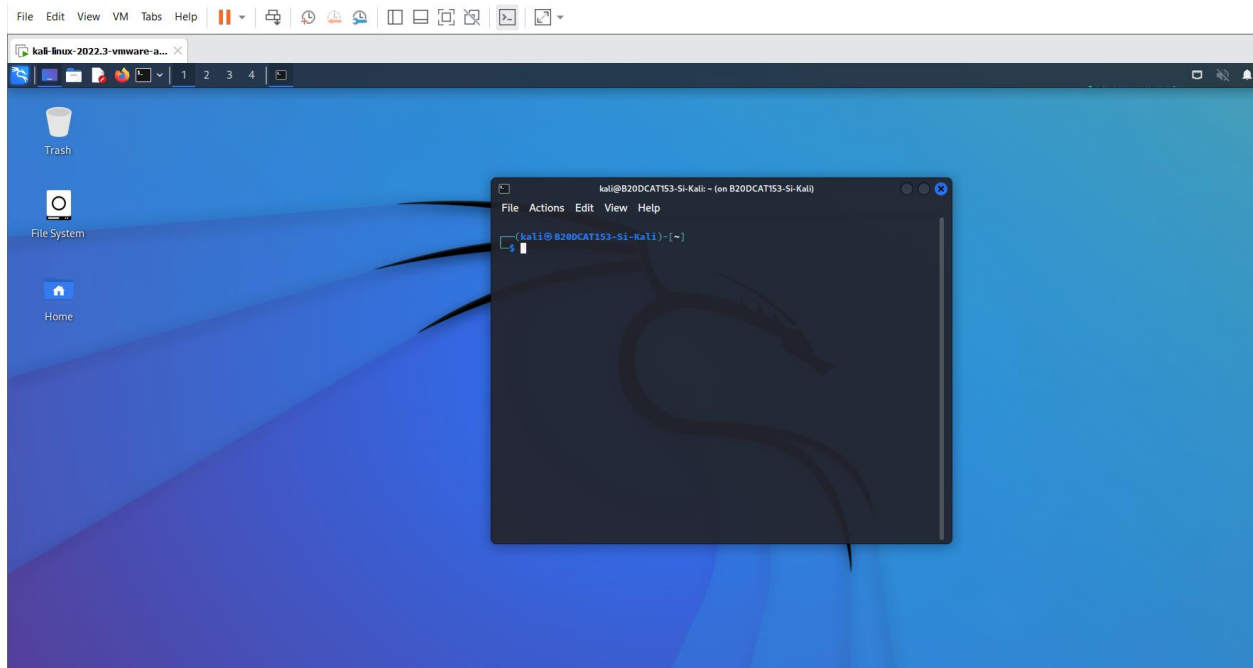 File Edit View VM Tabs Help
kali-linux-2022.3-vmware-a...
1 2 3 4
Trash
File System
Home
kali@B20DCAT153-Si-Kali: ~ (on B20DCAT153-Si-Kali)
File Actions Edit View Help
┌──(kali㉿B20DCAT153-Si-Kali)-[~]
└─$